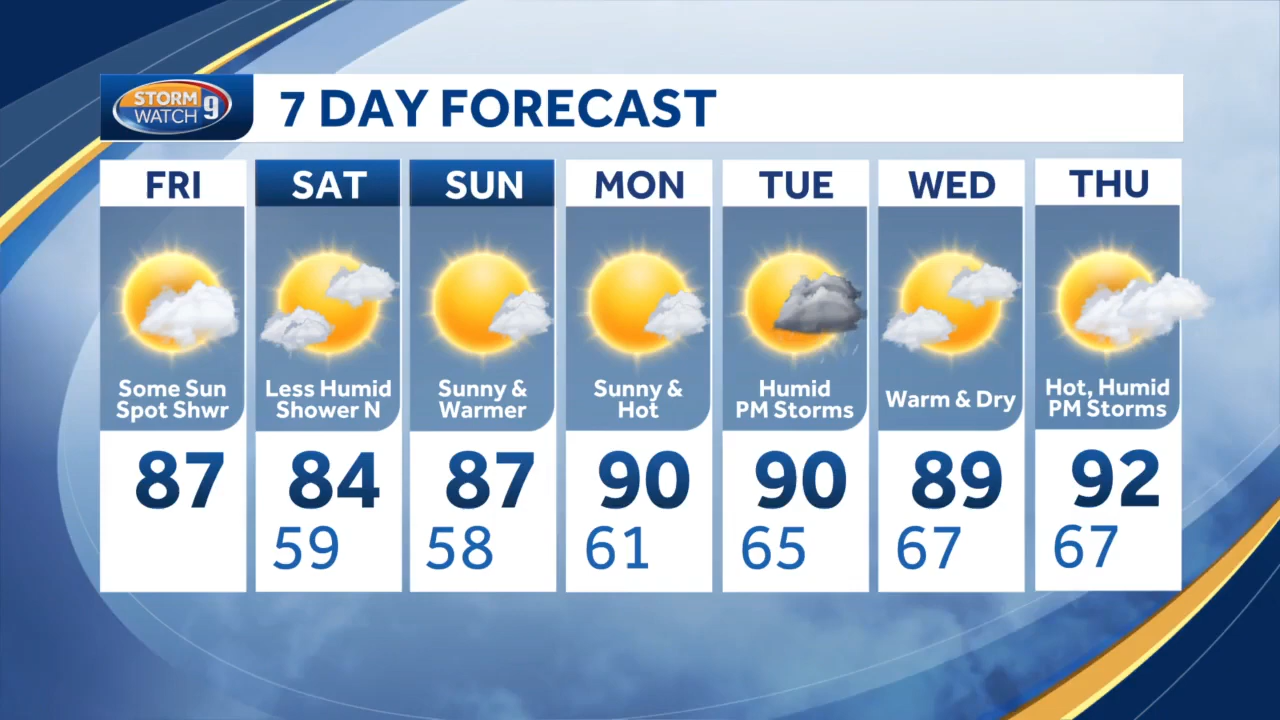 STORM
WATCH 9
7 DAY FORECAST
FRI
SAT
SUN
MON
TUE
WED
THU
Some Sun
Spot Shwr
Less Humid
Shower N
Sunny &
Warmer
Sunny &
Hot
Humid
PM Storms
Warm & Dry
Hot, Humid
PM Storms
87
84
87
90
90
89
92
59
58
61
65
67
67